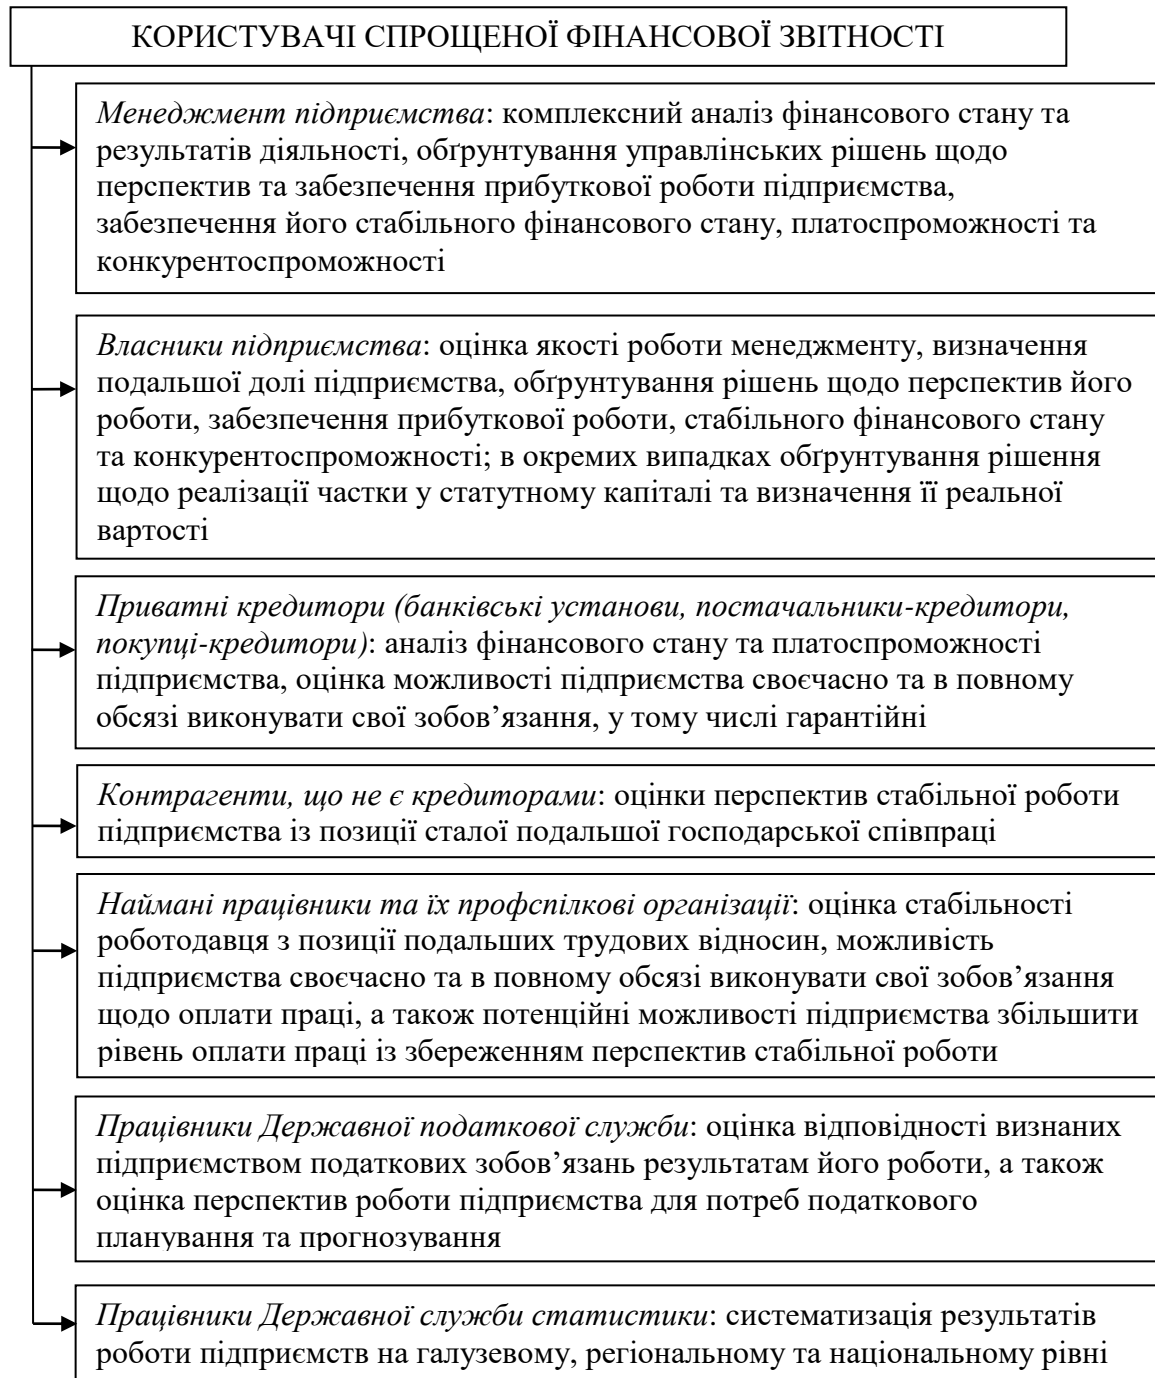 КОРИСТУВАЧІ СПРОЩЕНОЇ ФІНАНСОВОЇ ЗВІТНОСТІ
Менеджмент підприємства: комплексний аналіз фінансового стану та
результатів діяльності, обґрунтування управлінських рішень щодо
перспектив та забезпечення прибуткової роботи підприємства,
забезпечення його стабільного фінансового стану, платоспроможності та
конкурентоспроможності
Власники підприємства: оцінка якості роботи менеджменту, визначення
подальшої долі підприємства, обґрунтування рішень щодо перспектив його
роботи, забезпечення прибуткової роботи, стабільного фінансового стану
та конкурентоспроможності; в окремих випадках обґрунтування рішення
щодо реалізації частки у статутному капіталі та визначення її реальної
вартості
Приватні кредитори (банківські установи, постачальники-кредитори,
покупці-кредитори): аналіз фінансового стану та платоспроможності
підприємства, оцінка можливості підприємства своєчасно та в повному
обсязі виконувати свої зобов’язання, у тому числі гарантійні
Контрагенти, що не є кредиторами: оцінки перспектив стабільної роботи
підприємства із позиції сталої подальшої господарської співпраці
Наймані працівники та їх профспілкові організації: оцінка стабільності
роботодавця з позиції подальших трудових відносин, можливість
підприємства своєчасно та в повному обсязі виконувати свої зобов’язання
щодо оплати праці, а також потенційні можливості підприємства збільшити
рівень оплати праці із збереженням перспектив стабільної роботи
Працівники Державної податкової служби: оцінка відповідності визнаних
підприємством податкових зобов’язань результатам його роботи, а також
оцінка перспектив роботи підприємства для потреб податкового
планування та прогнозування
Працівники Державної служби статистики: систематизація результатів
роботи підприємств на галузевому, регіональному та національному рівні